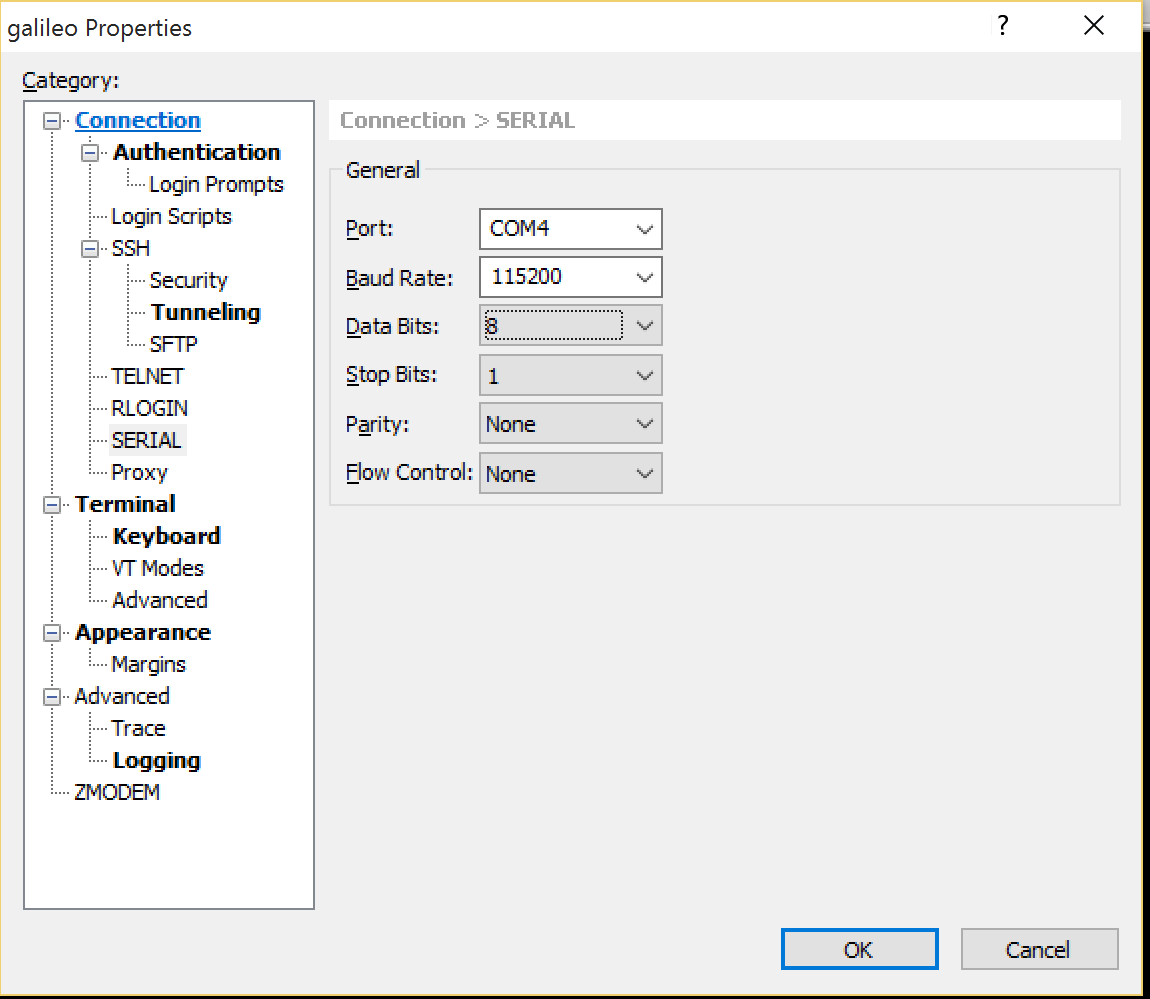 galileo Properties
?
Category:
Connection
Authentication
Login Prompts
Login Scripts
SSH
Security
Tunneling
SFTP
TELNET
RLOGIN
SERIAL
Proxy
Terminal
Keyboard
VT Modes
Advanced
Appearance
Margins
Advanced
Trace
Logging
ZMODEM
Connection > SERIAL
General
Port: COM4
Baud Rate: 115200
Data Bits: 8
Stop Bits: 1
Parity: None
Flow Control: None
OK Cancel